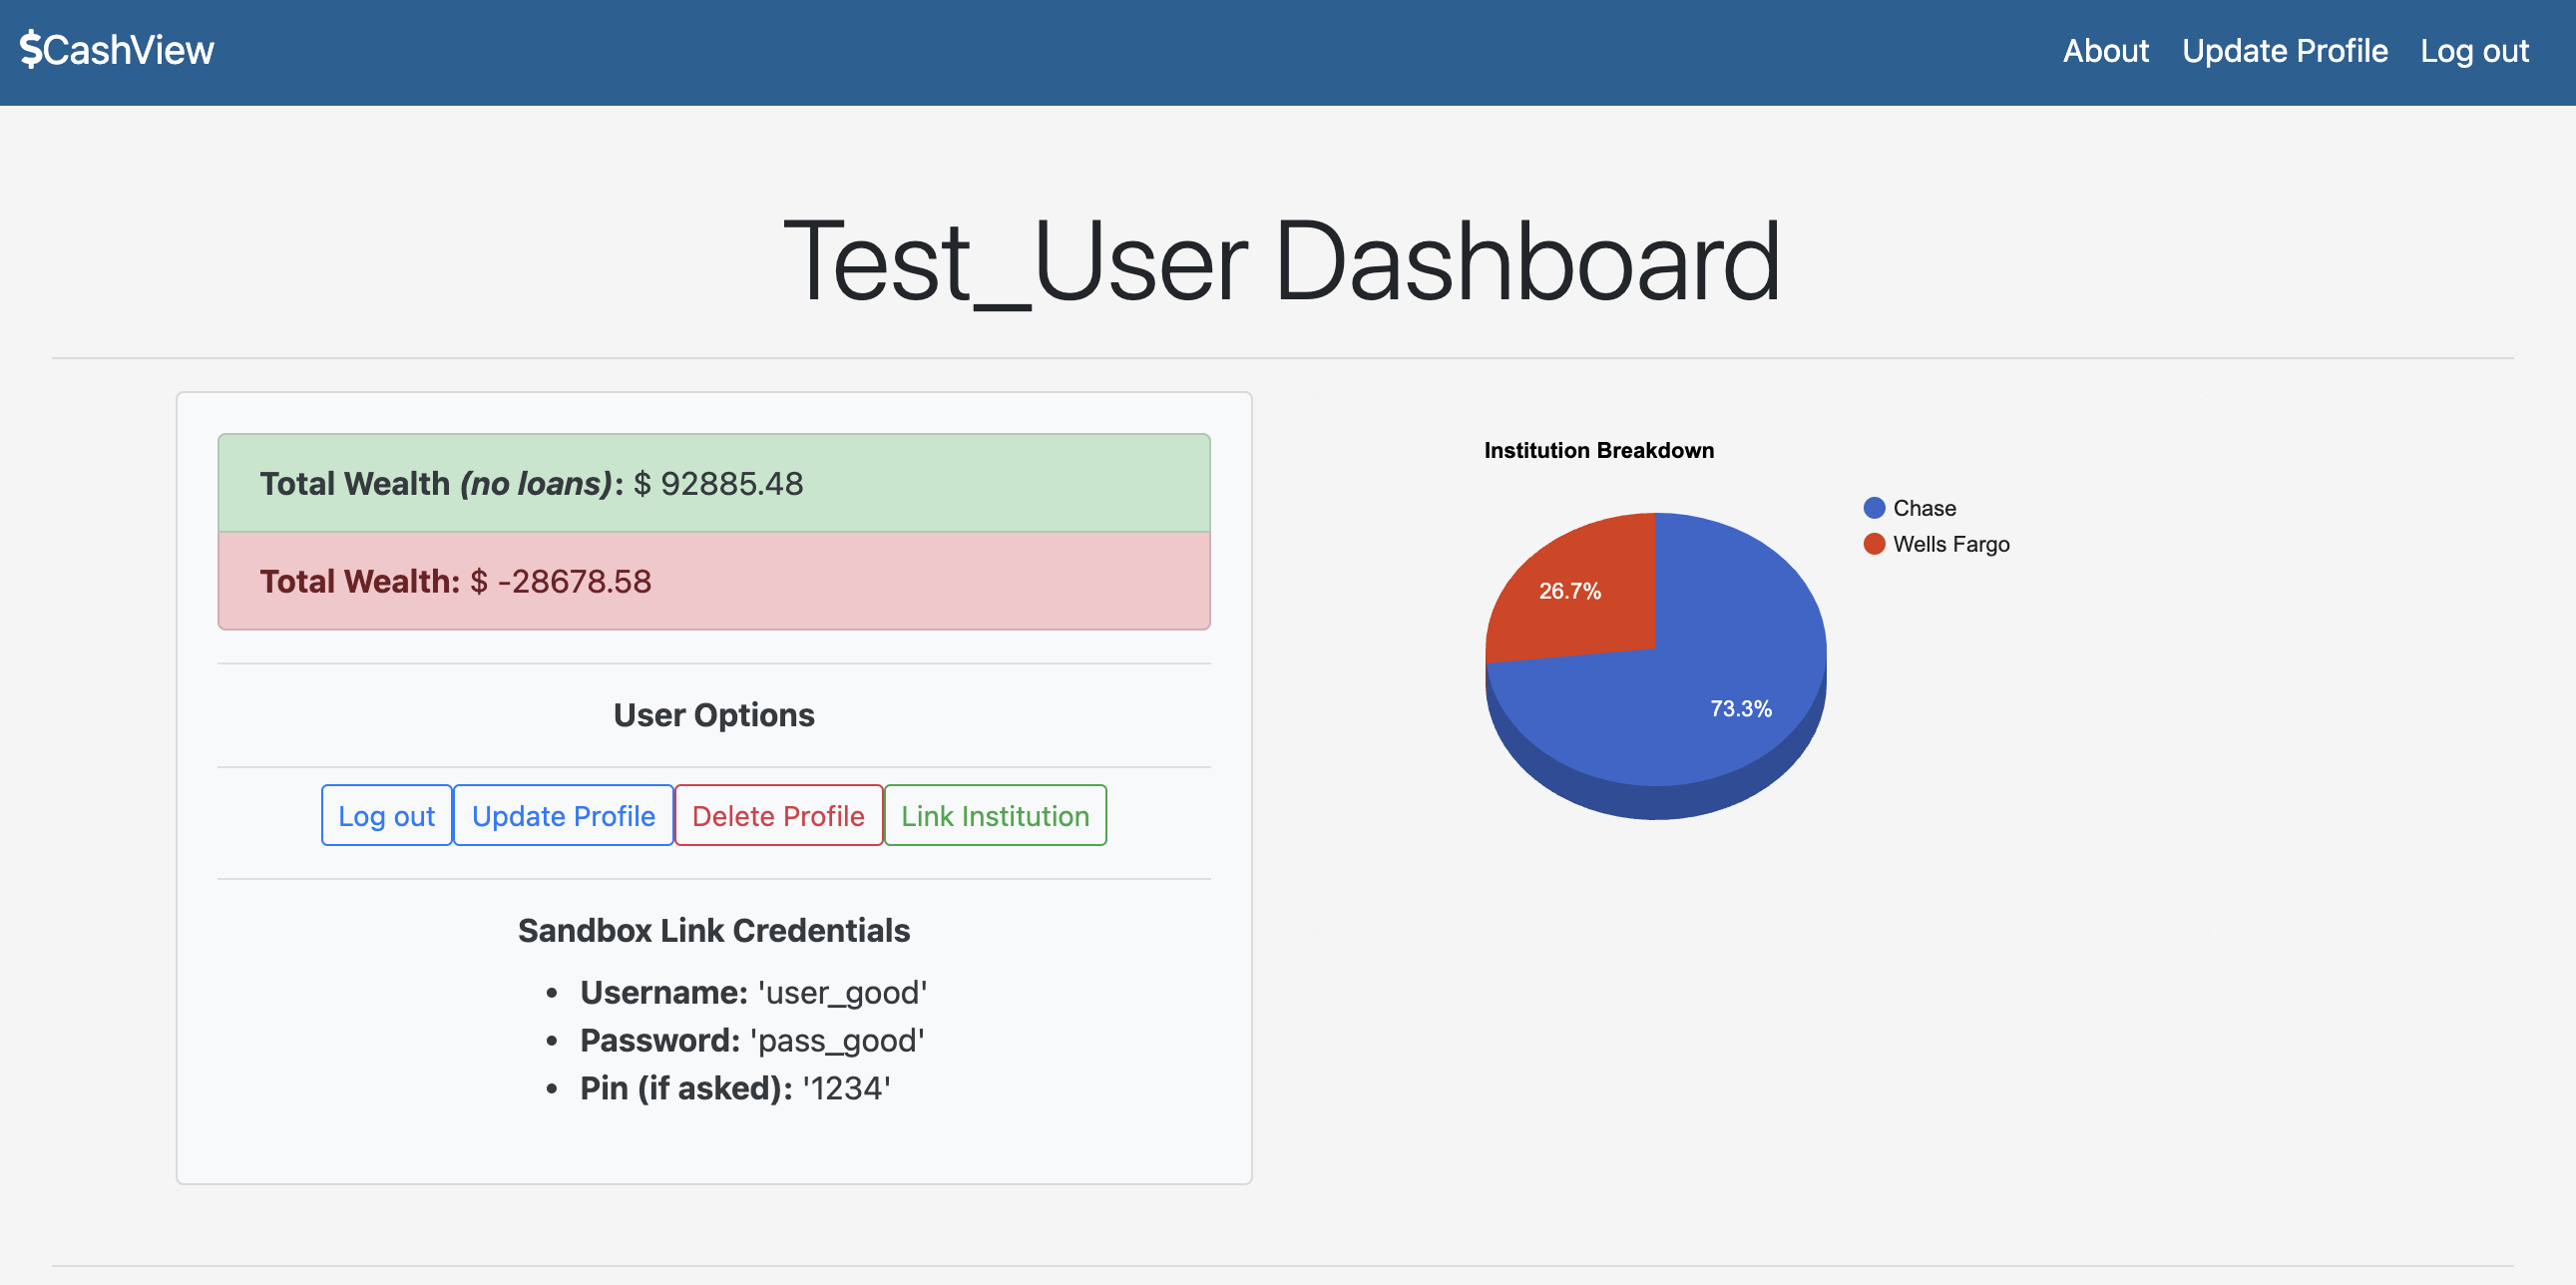 $CashView
About Update Profile Log out
Test_User Dashboard
Total Wealth (no loans): $ 92885.48
Total Wealth: $ -28678.58
User Options
Log out Update Profile Delete Profile Link Institution
Sandbox Link Credentials
• Username: 'user_good'
• Password: 'pass_good'
• Pin (if asked): '1234'
Institution Breakdown
Chase
Wells Fargo
26.7%
73.3%